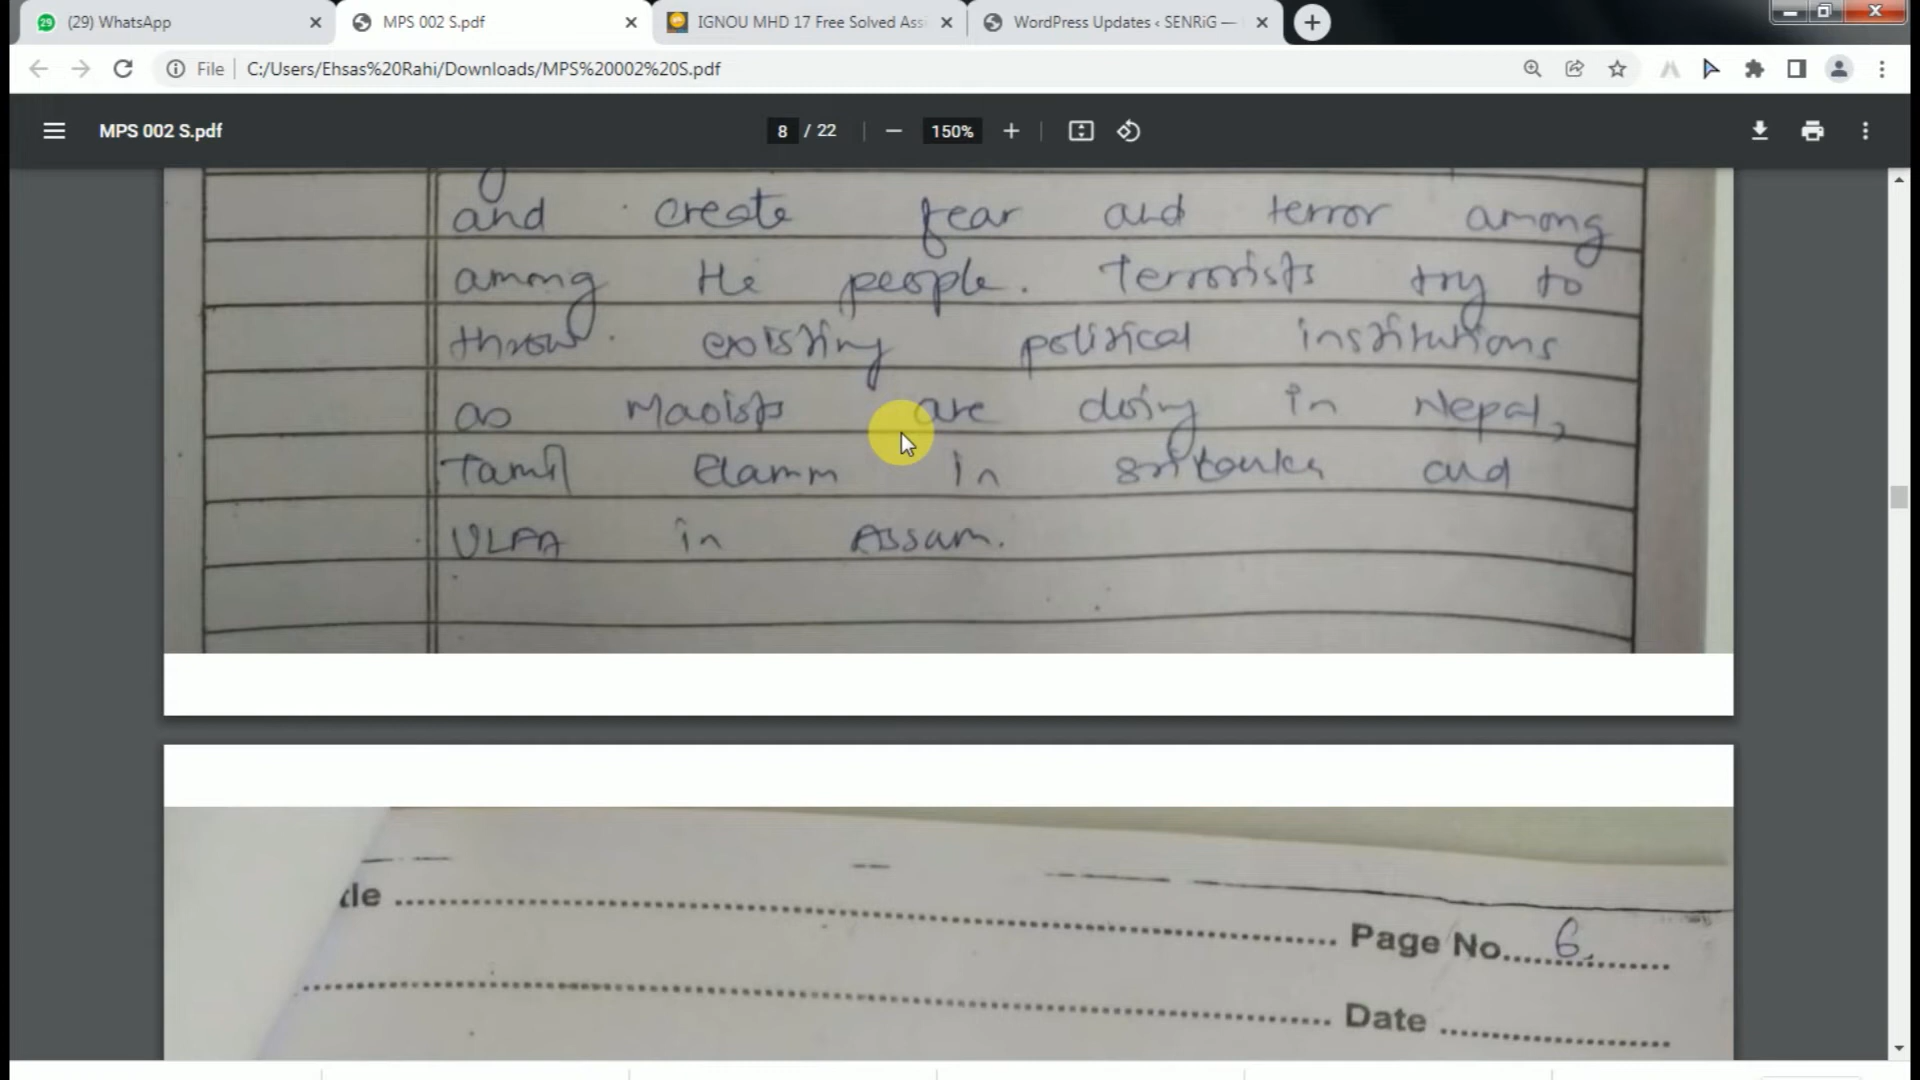 (29) WhatsApp
MPS 002 S.pdf
IGNOU MHD 17 Free Solved Assi
WordPress Updates ‹ SENRiG —
File
C:/Users/Ehsas%20Rahi/Downloads/MPS%20002%20S.pdf
MPS 002 S.pdf
8 / 22
150%
and create fear and terror among
among the people. Terrorists try to
throw existing political institutions
as Maoists are doing in Nepal,
Tamil Elamm in Srilanka and
ULFA in Assam.
tle
Page No. 6
Date